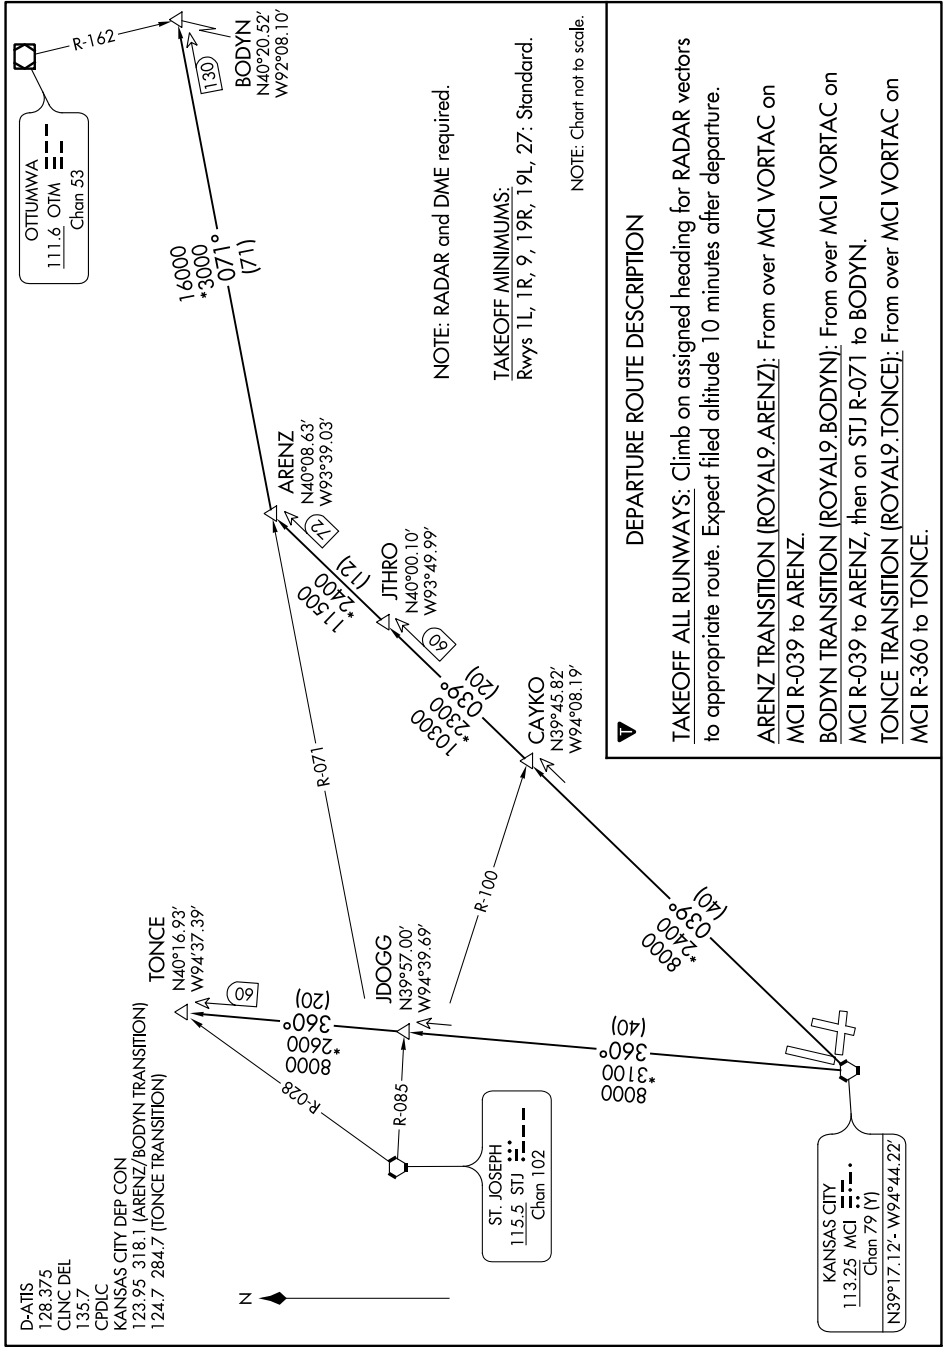 D-ATIS
128.375
CLNC DEL
135.7
CPDLC
KANSAS CITY DEP CON
123.95 318.1 (ARENZ/BODYN TRANSITION)
124.7 284.7 (TONCE TRANSITION)
N
OTTUMWA
111.6 OTM
Chan 53
R-162
BODYN
N40°20.52'
W92°08.10'
130
16000
*3000
071°
(71)
ARENZ
N40°08.63'
W93°39.03'
72
11500
*2400
(12)
JTHRO
N40°00.10'
W93°49.99'
60
10300
*2300
039°
(20)
CAYKO
N39°45.82'
W94°08.19'
8000
*2400
039°
(40)
R-071
R-100
TONCE
N40°16.93'
W94°37.39'
60
8000
*2600
360°
(20)
JDOGG
N39°57.00'
W94°39.69'
8000
*3100
360°
(40)
R-028
R-085
ST. JOSEPH
115.5 STJ
Chan 102
KANSAS CITY
113.25 MCI
Chan 79 (Y)
N39°17.12'- W94°44.22'
NOTE: RADAR and DME required.
TAKEOFF MINIMUMS:
Rwys 1L, 1R, 9, 19R, 19L, 27: Standard.
NOTE: Chart not to scale.
T
DEPARTURE ROUTE DESCRIPTION
TAKEOFF ALL RUNWAYS: Climb on assigned heading for RADAR vectors
to appropriate route. Expect filed altitude 10 minutes after departure.
ARENZ TRANSITION (ROYAL9.ARENZ): From over MCI VORTAC on
MCI R-039 to ARENZ.
BODYN TRANSITION (ROYAL9.BODYN): From over MCI VORTAC on
MCI R-039 to ARENZ, then on STJ R-071 to BODYN.
TONCE TRANSITION (ROYAL9.TONCE): From over MCI VORTAC on
MCI R-360 to TONCE.